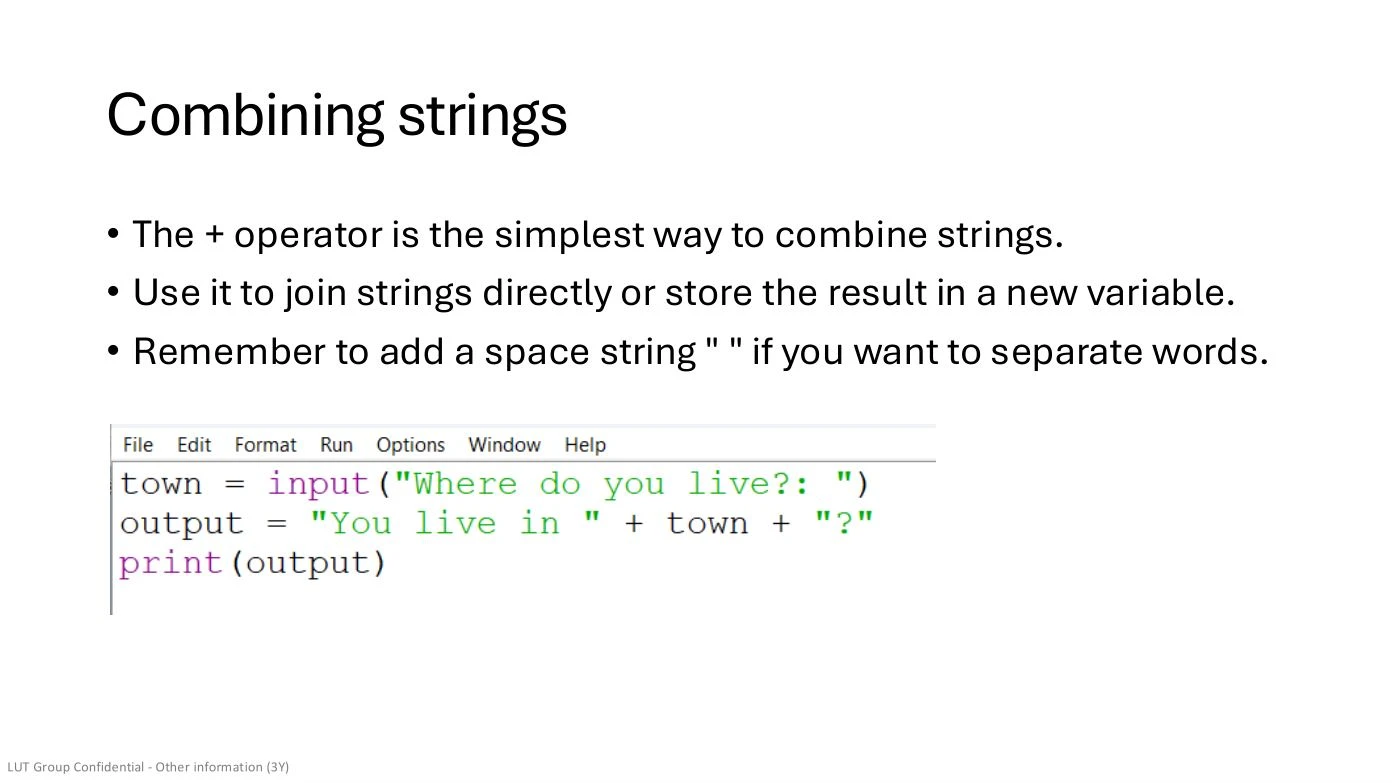 Combining strings
• The + operator is the simplest way to combine strings.
• Use it to join strings directly or store the result in a new variable.
• Remember to add a space string " " if you want to separate words.
File Edit Format Run Options Window Help
town = input("Where do you live?: ")
output = "You live in " + town + "?"
print(output)
LUT Group Confidential - Other information (3Y)